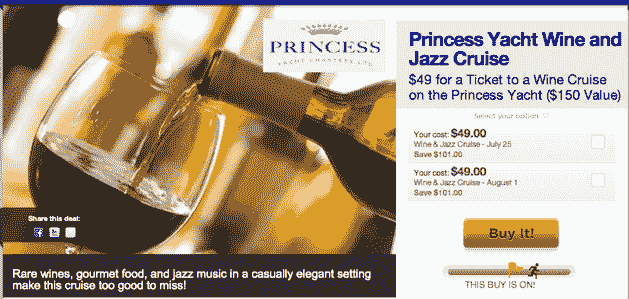 PRINCESS
YACHT CHARTERS LTD.
Princess Yacht Wine and
Jazz Cruise
$49 for a Ticket to a Wine Cruise
on the Princess Yacht ($150 Value)
Select your option
Your cost: $49.00
Wine & Jazz Cruise - July 25
Save $101.00
Your cost: $49.00
Wine & Jazz Cruise - August 1
Save $101.00
Buy It!
THIS BUY IS ON!
Share this deal:
Rare wines, gourmet food, and jazz music in a casually elegant setting
make this cruise too good to miss!